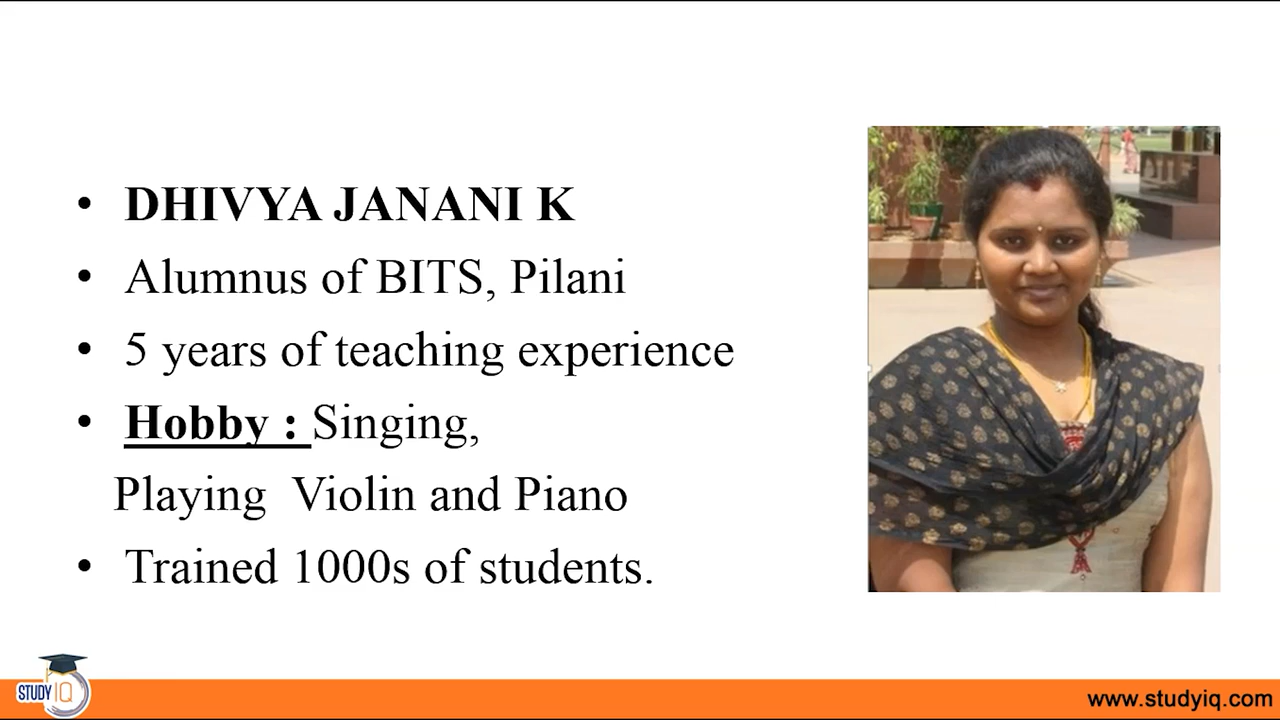 • DHIVYA JANANI K
• Alumnus of BITS, Pilani
• 5 years of teaching experience
• Hobby : Singing,
Playing Violin and Piano
• Trained 1000s of students.
STUDY IQ
www.studyiq.com